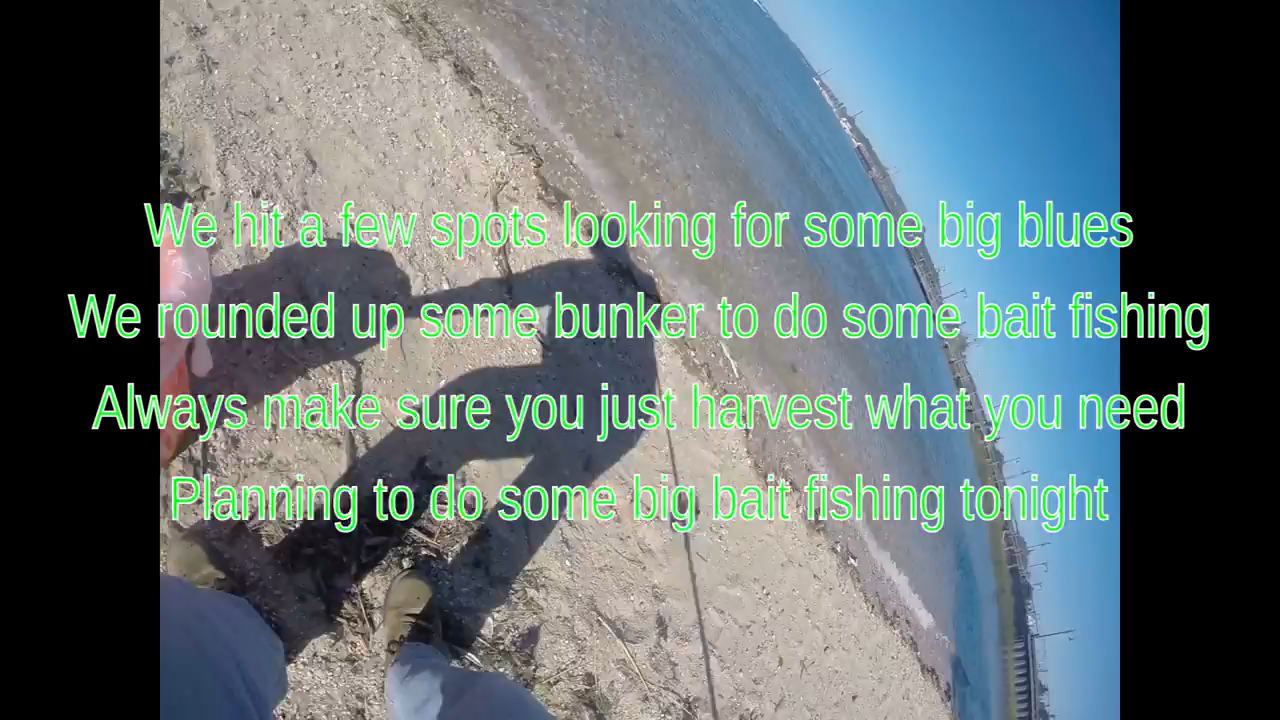 We hit a few spots looking for some big blues
We rounded up some bunker to do some bait fishing
Always make sure you just harvest what you need
Planning to do some big bait fishing tonight